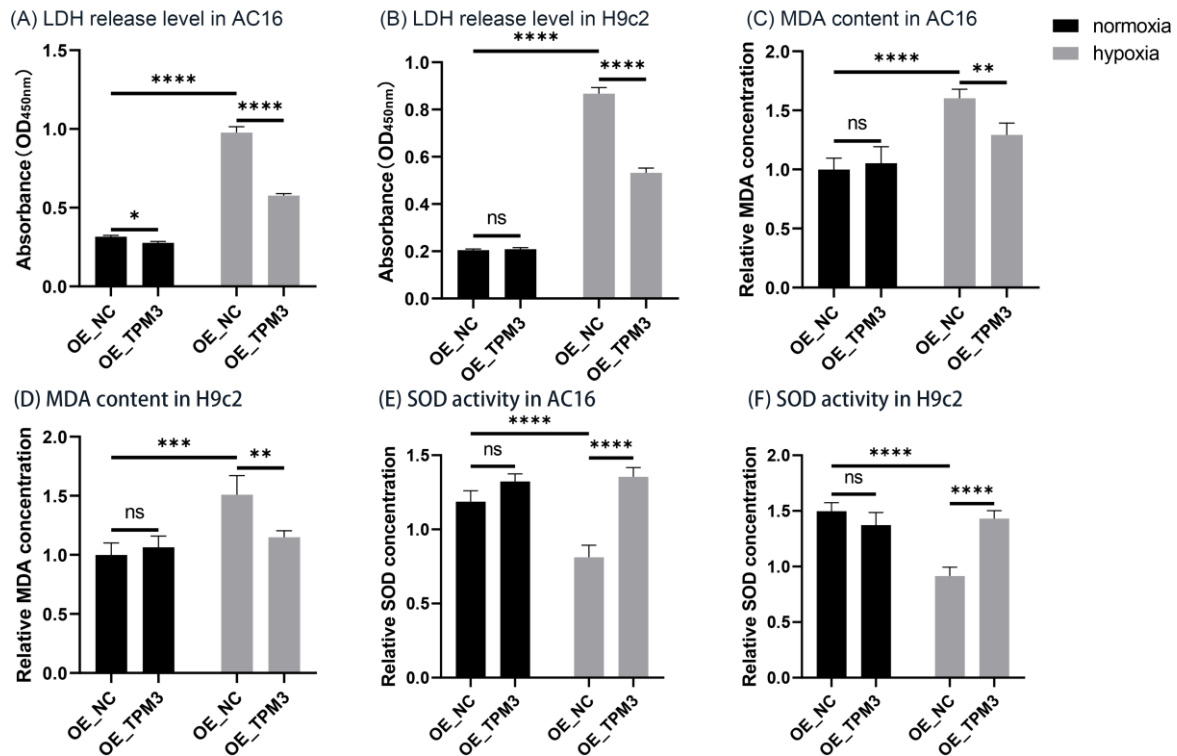 (A) LDH release level in AC16
Absorbance (OD450nm)
1.5
1.0
0.5
0.0
****
****
*
OE_NC
OE_TPM3
OE_NC
OE_TPM3
(B) LDH release level in H9c2
Absorbance (OD450nm)
1.0
0.8
0.6
0.4
0.2
0.0
****
****
ns
OE_NC
OE_TPM3
OE_NC
OE_TPM3
(C) MDA content in AC16
Relative MDA concentration
2.0
1.5
1.0
0.5
0.0
****
**
ns
OE_NC
OE_TPM3
OE_NC
OE_TPM3
normoxia
hypoxia
(D) MDA content in H9c2
Relative MDA concentration
2.0
1.5
1.0
0.5
0.0
***
**
ns
OE_NC
OE_TPM3
OE_NC
OE_TPM3
(E) SOD activity in AC16
Relative SOD concentration
1.5
1.0
0.5
0.0
****
****
ns
OE_NC
OE_TPM3
OE_NC
OE_TPM3
(F) SOD activity in H9c2
Relative SOD concentration
2.0
1.5
1.0
0.5
0.0
****
****
ns
OE_NC
OE_TPM3
OE_NC
OE_TPM3